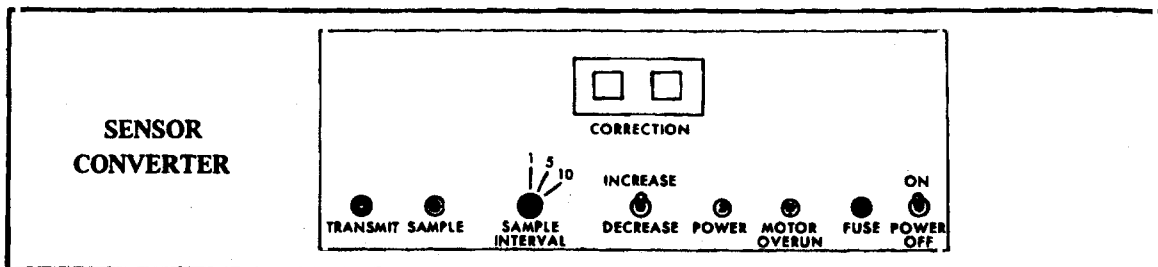 SENSOR
CONVERTER
CORRECTION
1 5 10
INCREASE
ON
TRANSMIT SAMPLE SAMPLE INTERVAL DECREASE POWER MOTOR OVERUN FUSE POWER OFF